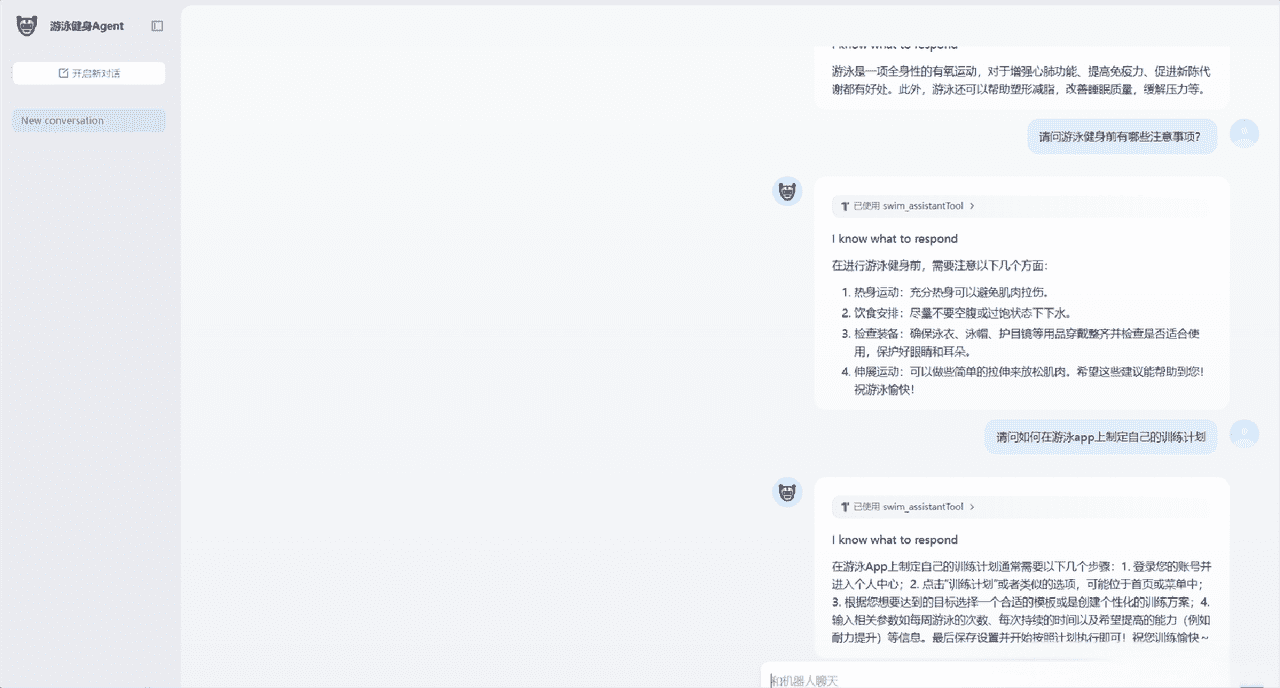 游泳健身Agent
开启新对话
New conversation
I know what to respond
游泳是一项全身性的有氧运动，对于增强心肺功能、提高免疫力、促进新陈代
谢都有好处。此外，游泳还可以帮助塑形减脂，改善睡眠质量，缓解压力等。
请问游泳健身前有哪些注意事项？
已使用 swim_assistantTool
I know what to respond
在进行游泳健身前，需要注意以下几个方面：
1. 热身运动：充分热身可以避免肌肉拉伤。
2. 饮食安排：尽量不要空腹或过饱状态下下水。
3. 检查装备：确保泳衣、泳帽、护目镜等用品穿戴整齐并检查是否适合使
用，保护好眼睛和耳朵。
4. 伸展运动：可以做些简单的拉伸来放松肌肉。希望这些建议能帮助到您！
祝游泳愉快！
请问如何在游泳app上制定自己的训练计划
已使用 swim_assistantTool
I know what to respond
在游泳App上制定自己的训练计划通常需要以下几个步骤：1. 登录您的账号并
进入个人中心；2. 点击"训练计划"或者类似的选项，可能位于首页或菜单中；
3. 根据您想要达到的目标选择一个合适的模板或是创建个性化的训练方案；4.
输入相关参数如每周游泳的次数、每次持续的时间以及希望提高的能力（例如
耐力提升）等信息。最后保存设置并开始按照计划执行即可！祝您训练愉快～
和机器人聊天